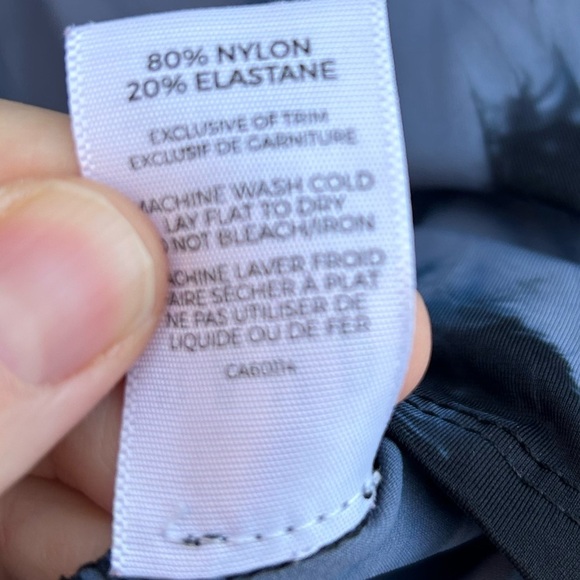 80% NYLON
20% ELASTANE
EXCLUSIVE OF TRIM
EXCLUSIF DE GARNITURE
MACHINE WASH COLD
LAY FLAT TO DRY
DO NOT BLEACH/IRON
MACHINE LAVER FROID
FAIRE SÉCHER À PLAT
NE PAS UTILISER DE
LIQUIDE OU DE FER
CA60114